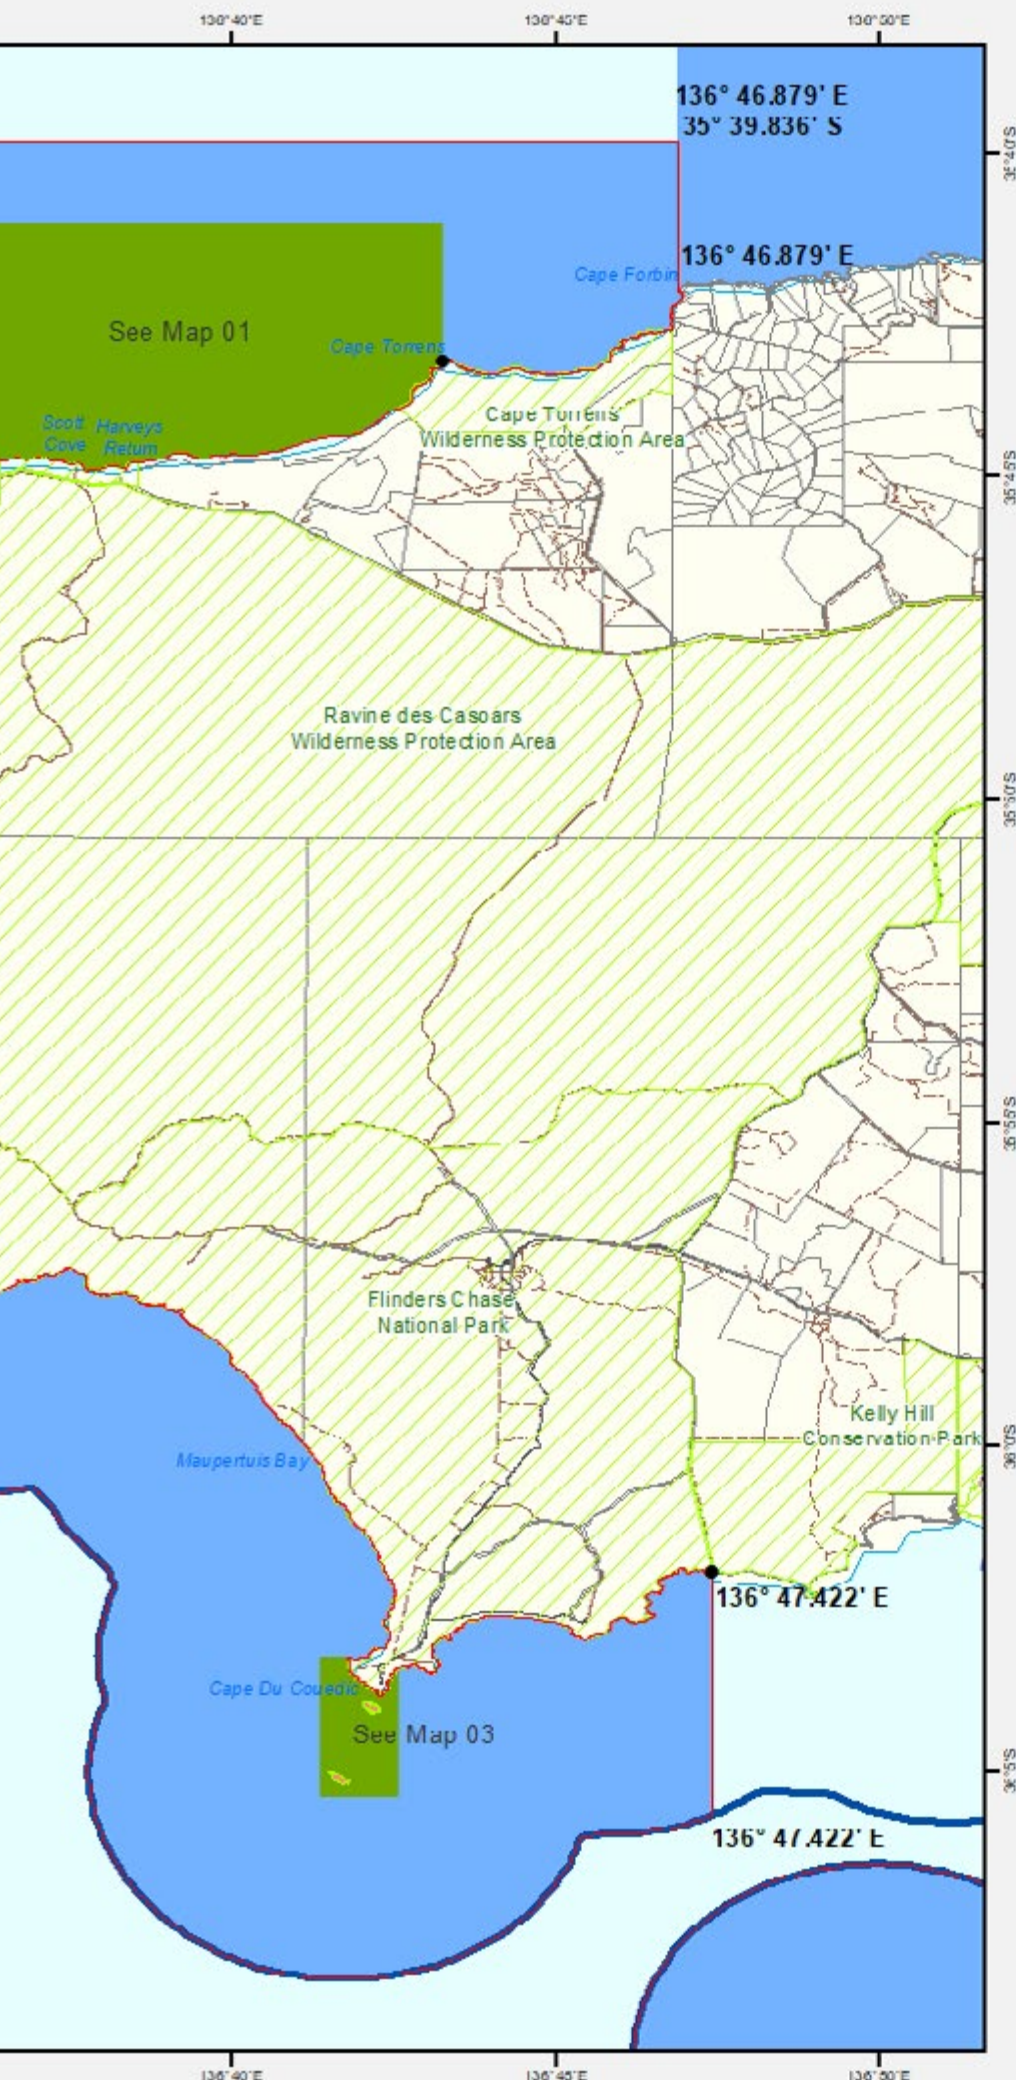 136°40'E
136°45'E
136°50'E
136° 46.879' E
35° 39.836' S
35°40'S
136° 46.879' E
Cape Forbin
See Map 01
Cape Torrens
Cape Torrens
Wilderness Protection Area
Scott
Cove
Harveys
Return
35°45'S
Ravine des Casoars
Wilderness Protection Area
35°50'S
35°55'S
Flinders Chase
National Park
Kelly Hill
Conservation Park
36°0'S
Maupertuis Bay
136° 47.422' E
Cape Du Couedic
See Map 03
36°5'S
136° 47.422' E
136°40'E
136°45'E
136°50'E